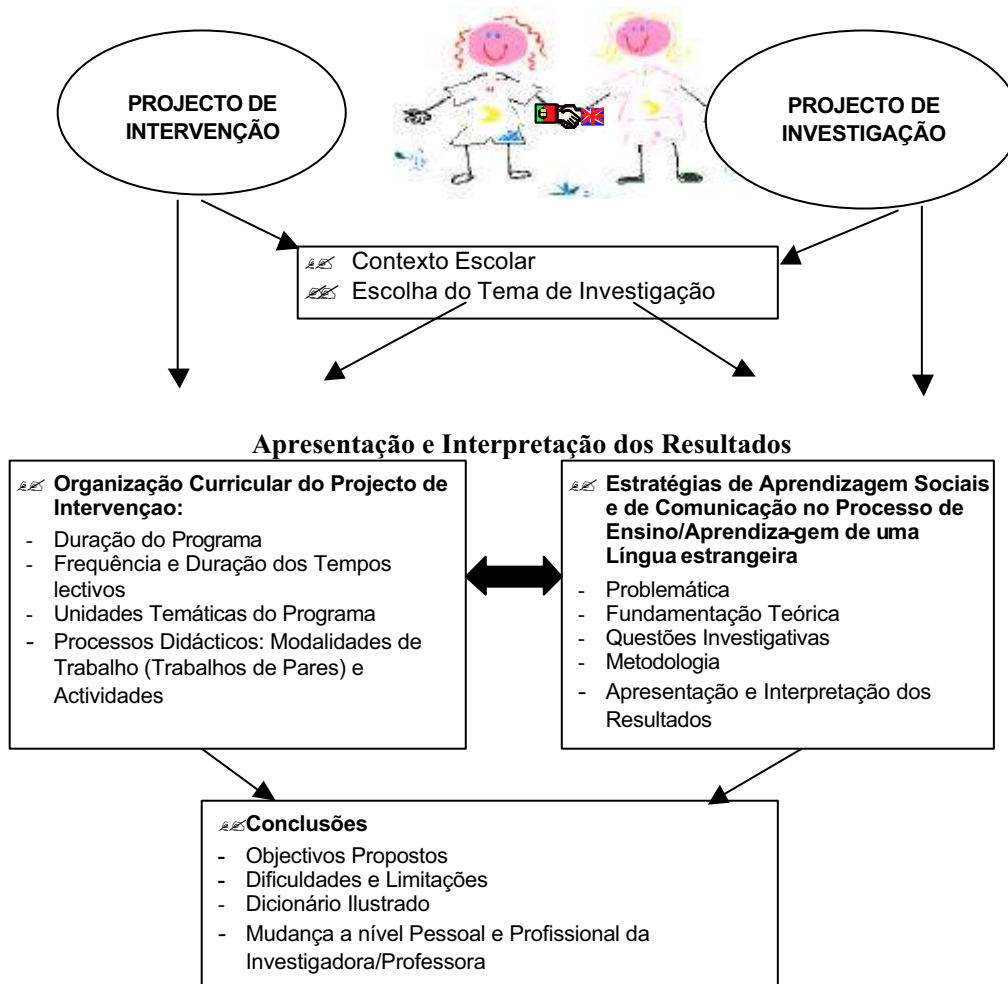 PROJECTO DE
INTERVENÇÃO
PROJECTO DE
INVESTIGAÇÃO
Contexto Escolar
Escolha do Tema de Investigação
Apresentação e Interpretação dos Resultados
Organização Curricular do Projecto de
Intervençao:
- Duração do Programa
- Frequência e Duração dos Tempos
lectivos
- Unidades Temáticas do Programa
- Processos Didácticos: Modalidades de
Trabalho (Trabalhos de Pares) e
Actividades
Estratégias de Aprendizagem Sociais
e de Comunicação no Processo de
Ensino/Aprendiza-gem de uma
Língua estrangeira
- Problemática
- Fundamentação Teórica
- Questões Investigativas
- Metodologia
- Apresentação e Interpretação dos
Resultados
Conclusões
- Objectivos Propostos
- Dificuldades e Limitações
- Dicionário Ilustrado
- Mudança a nível Pessoal e Profissional da
Investigadora/Professora